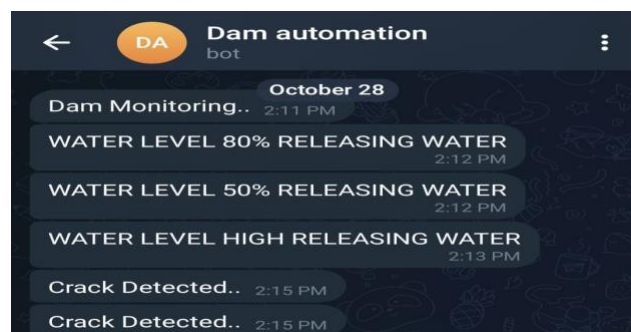 DA
Dam automation
bot
October 28
Dam Monitoring.. 2:11 PM
WATER LEVEL 80% RELEASING WATER
2:12 PM
WATER LEVEL 50% RELEASING WATER
2:12 PM
WATER LEVEL HIGH RELEASING WATER
2:13 PM
Crack Detected.. 2:15 PM
Crack Detected.. 2:15 PM